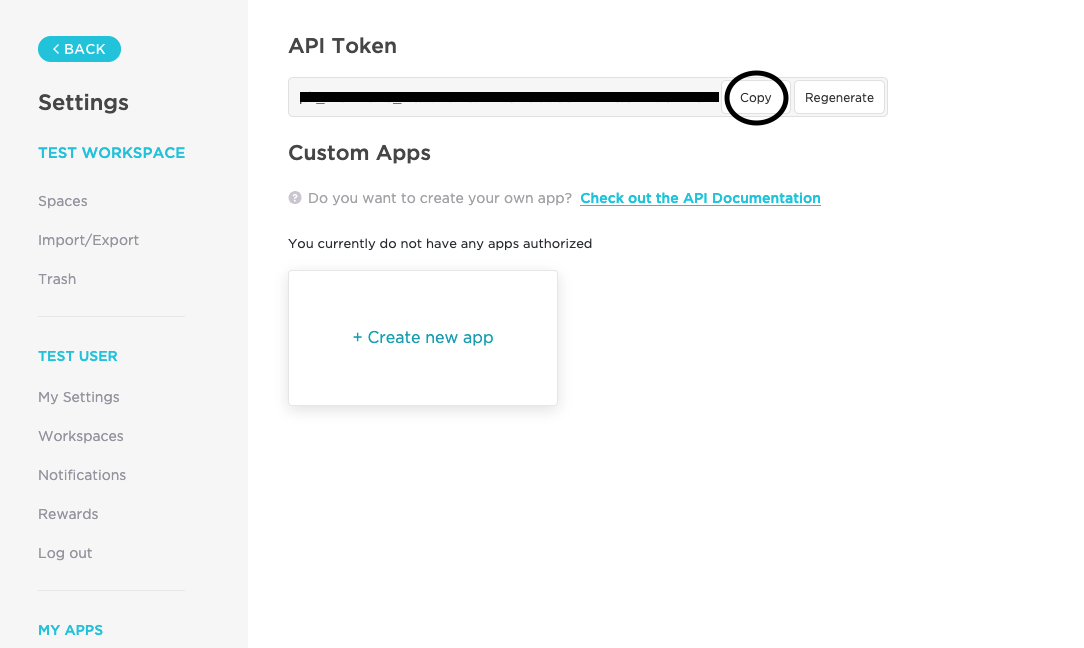 BACK
Settings
TEST WORKSPACE
Spaces
Import/Export
Trash
TEST USER
My Settings
Workspaces
Notifications
Rewards
Log out
MY APPS
API Token
Copy
Regenerate
Custom Apps
? Do you want to create your own app? Check out the API Documentation
You currently do not have any apps authorized
+ Create new app